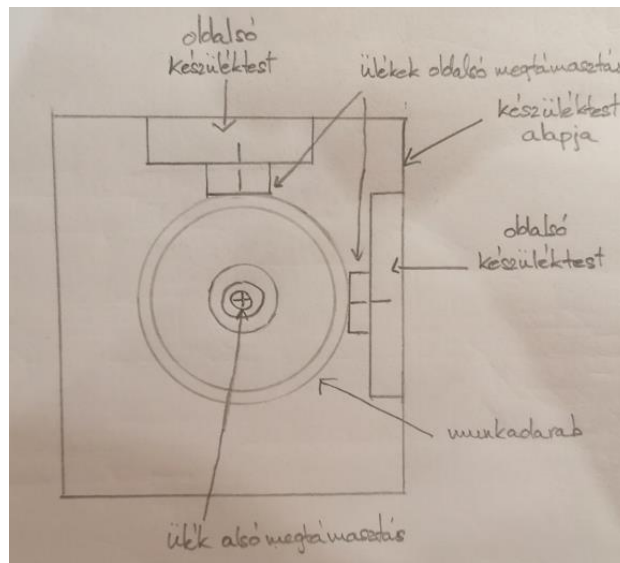 oldalsó
készüléktest
ülékek oldalsó megtámasztás
készüléktest
alapja
oldalsó
készüléktest
munkadarab
ülék alsó megtámasztás